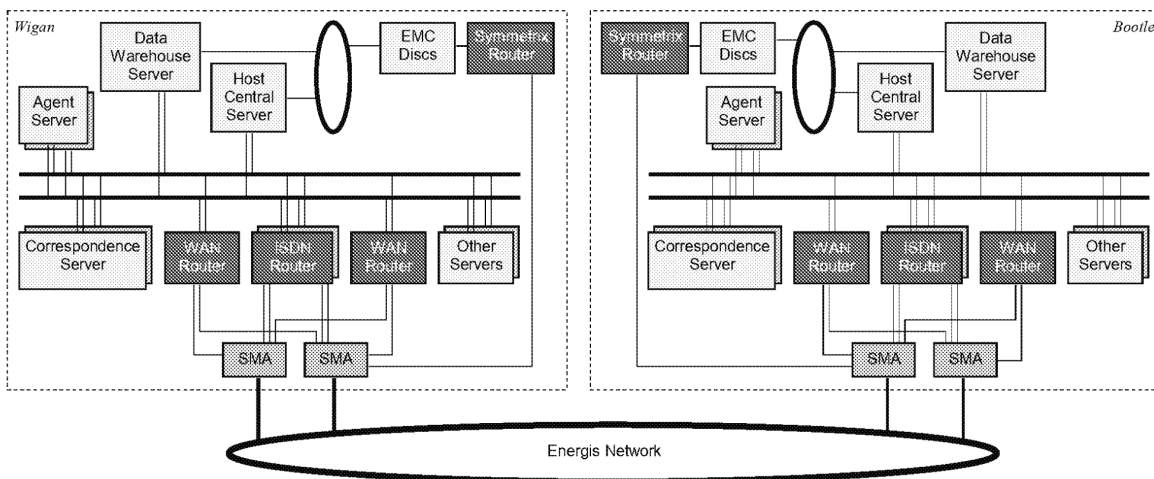 Wigan
Data
Warehouse
Server
EMC
Discs
Symmetrix
Router
Host
Central
Server
Agent
Server
Correspondence
Server
WAN
Router
ISDN
Router
WAN
Router
Other
Servers
SMA
SMA
Bootle
Symmetrix
Router
EMC
Discs
Data
Warehouse
Server
Agent
Server
Host
Central
Server
Correspondence
Server
WAN
Router
ISDN
Router
WAN
Router
Other
Servers
SMA
SMA
Energis Network